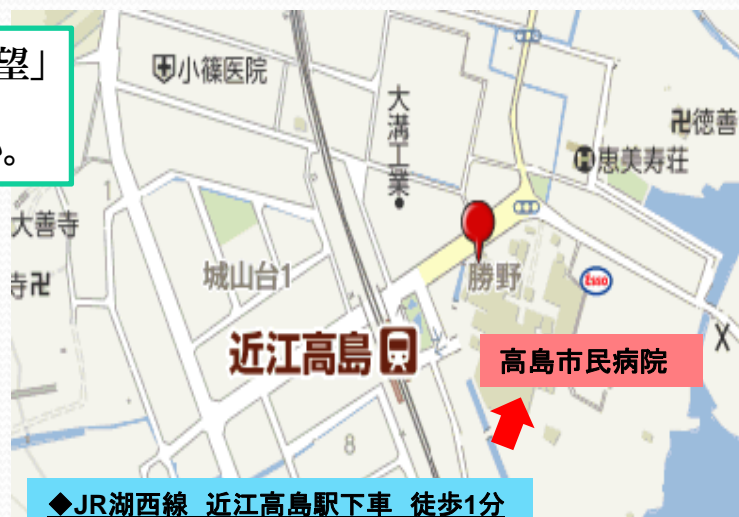 望」
。
小篠医院
大溝工業
卍徳善
H恵美寿荘
大善寺
1
寺卍
城山台1
勝野
Esso
近江高島
高島市民病院
X
8
◆JR湖西線 近江高島駅下車 徒歩1分